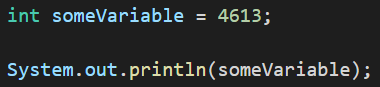 int someVariable = 4613;
System.out.println(someVariable);